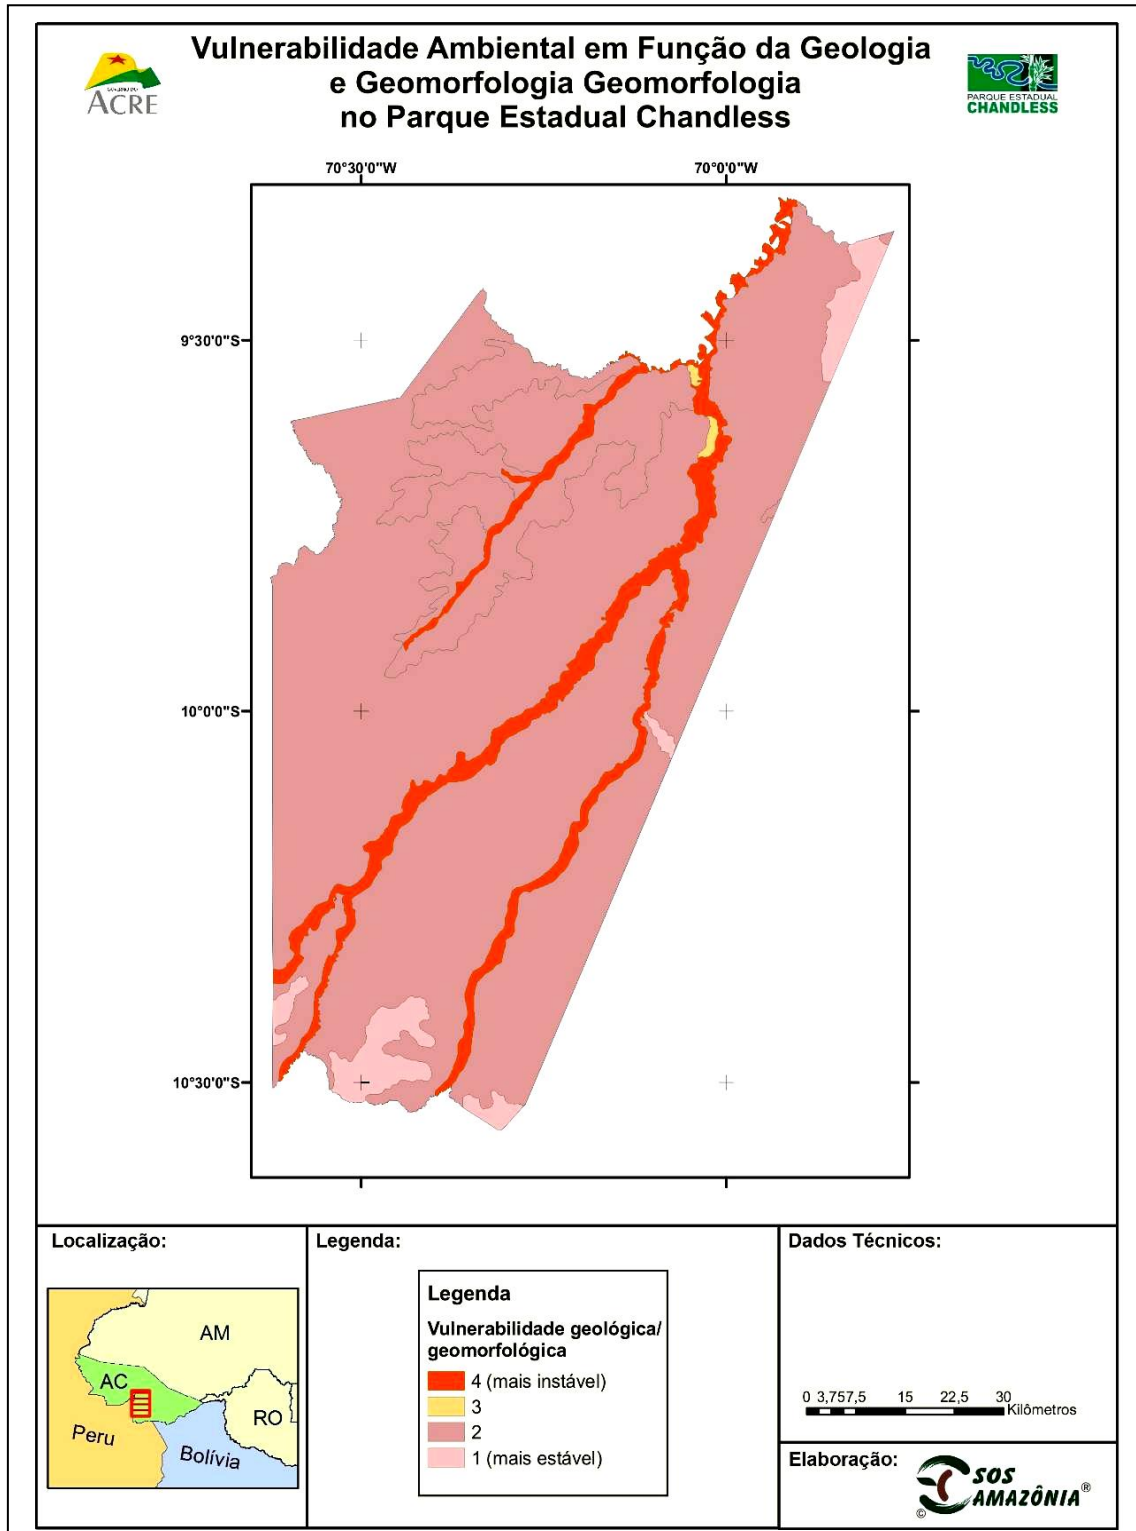 Vulnerabilidade Ambiental em Função da Geologia
e Geomorfologia Geomorfologia
no Parque Estadual Chandless
GOVERNO DO
ACRE
PARQUE ESTADUAL
CHANDLESS
70°30'0"W
70°0'0"W
9°30'0"S
10°0'0"S
10°30'0"S
Localização:
AM
AC
RO
Peru
Bolívia
Legenda:
Legenda
Vulnerabilidade geológica/
geomorfológica
4 (mais instável)
3
2
1 (mais estável)
Dados Técnicos:
0 3,757,5 15 22,5 30
Kilômetros
Elaboração:
SOS
AMAZÔNIA®
©